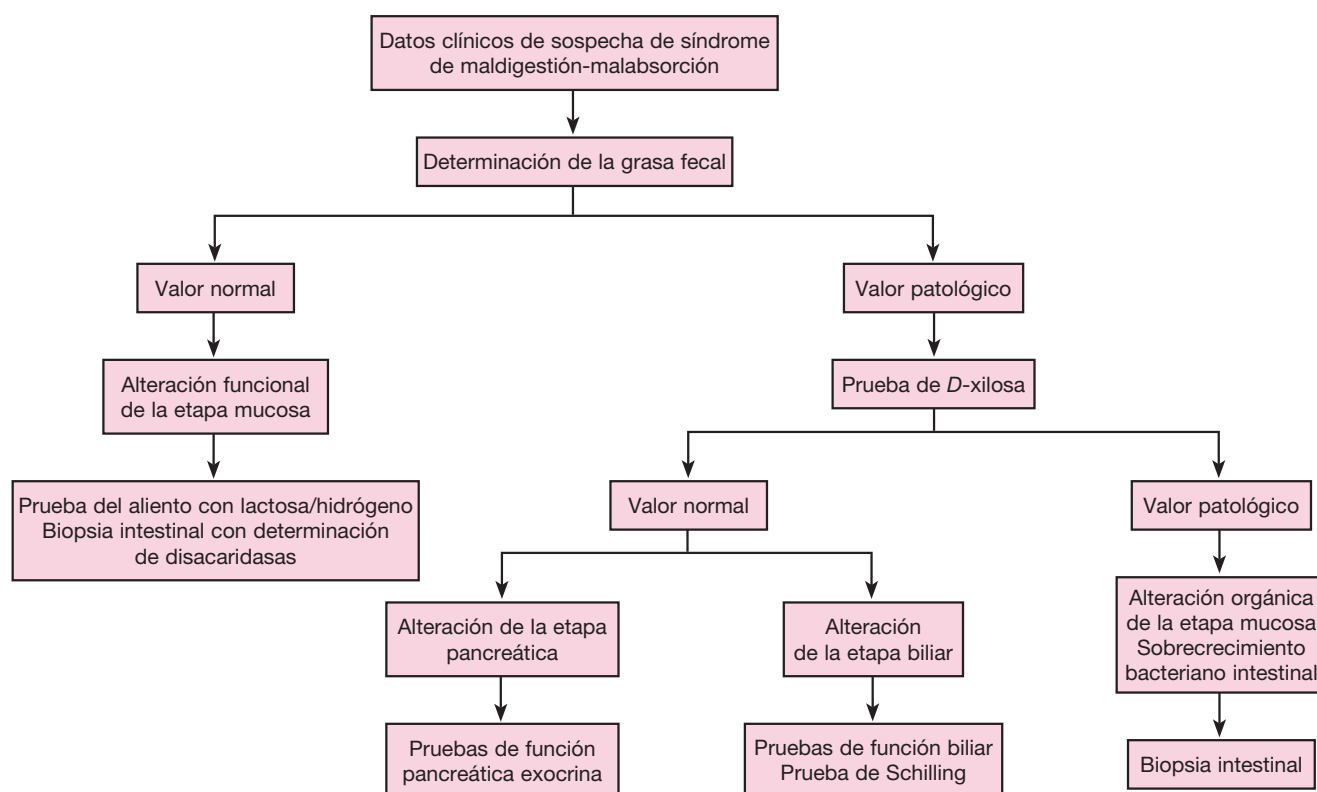 Datos clínicos de sospecha de síndrome
de maldigestión-malabsorción
Determinación de la grasa fecal
Valor normal
Valor patológico
Alteración funcional
de la etapa mucosa
Prueba de D-xilosa
Prueba del aliento con lactosa/hidrógeno
Biopsia intestinal con determinación
de disacaridasas
Valor normal
Valor patológico
Alteración de la etapa
pancreática
Alteración
de la etapa biliar
Alteración orgánica
de la etapa mucosa
Sobrecrecimiento
bacteriano intestinal
Pruebas de función
pancreática exocrina
Pruebas de función biliar
Prueba de Schilling
Biopsia intestinal